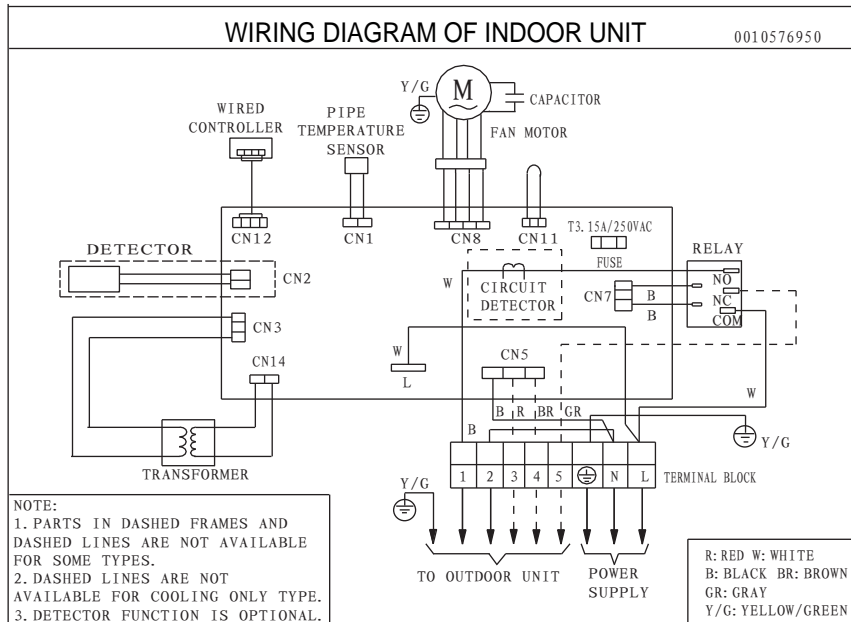 WIRING DIAGRAM OF INDOOR UNIT
0010576950
Y/G
M
CAPACITOR
FAN MOTOR
WIRED
CONTROLLER
PIPE
TEMPERATURE
SENSOR
CN12
CN1
CN8
CN11
T3.15A/250VAC
FUSE
RELAY
DETECTOR
CN2
W
CIRCUIT
DETECTOR
CN7
B
B
NO
NC
COM
CN3
W
L
CN5
CN14
W
B
R
BR
GR
B
Y/G
TRANSFORMER
1
2
3
4
5
N
L
TERMINAL BLOCK
Y/G
TO OUTDOOR UNIT
POWER
SUPPLY
NOTE:
1. PARTS IN DASHED FRAMES AND
DASHED LINES ARE NOT AVAILABLE
FOR SOME TYPES.
2. DASHED LINES ARE NOT
AVAILABLE FOR COOLING ONLY TYPE.
3. DETECTOR FUNCTION IS OPTIONAL.
R: RED W: WHITE
B: BLACK BR: BROWN
GR: GRAY
Y/G: YELLOW/GREEN